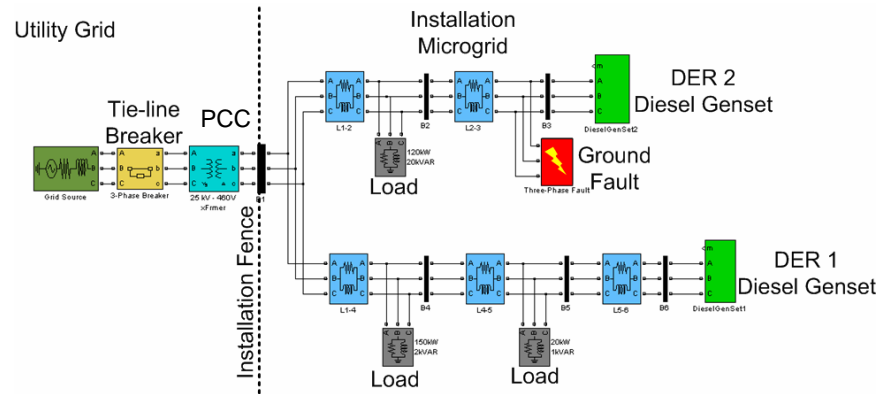 Utility Grid
Installation
Microgrid
Tie-line
Breaker
PCC
A
B
C
Grid Source
A a
B b
C c
3-Phase Breaker
A a
B b
C c
25 kV - 460V
xFrmer
B1
Installation Fence
A A
B B
C C
L1-2
B2
A A
B B
C C
L2-3
B3
m
A
B
C
DieselGenSet2
DER 2
Diesel Genset
A B C
120kW
20kVAR
Load
A B C
Three-Phase Fault
Ground
Fault
A A
B B
C C
L1-4
B4
A A
B B
C C
L4-5
B5
A A
B B
C C
L5-6
B6
m
A
B
C
DieselGenSet1
DER 1
Diesel Genset
A B C
150kW
2kVAR
Load
A B C
20kW
1kVAR
Load